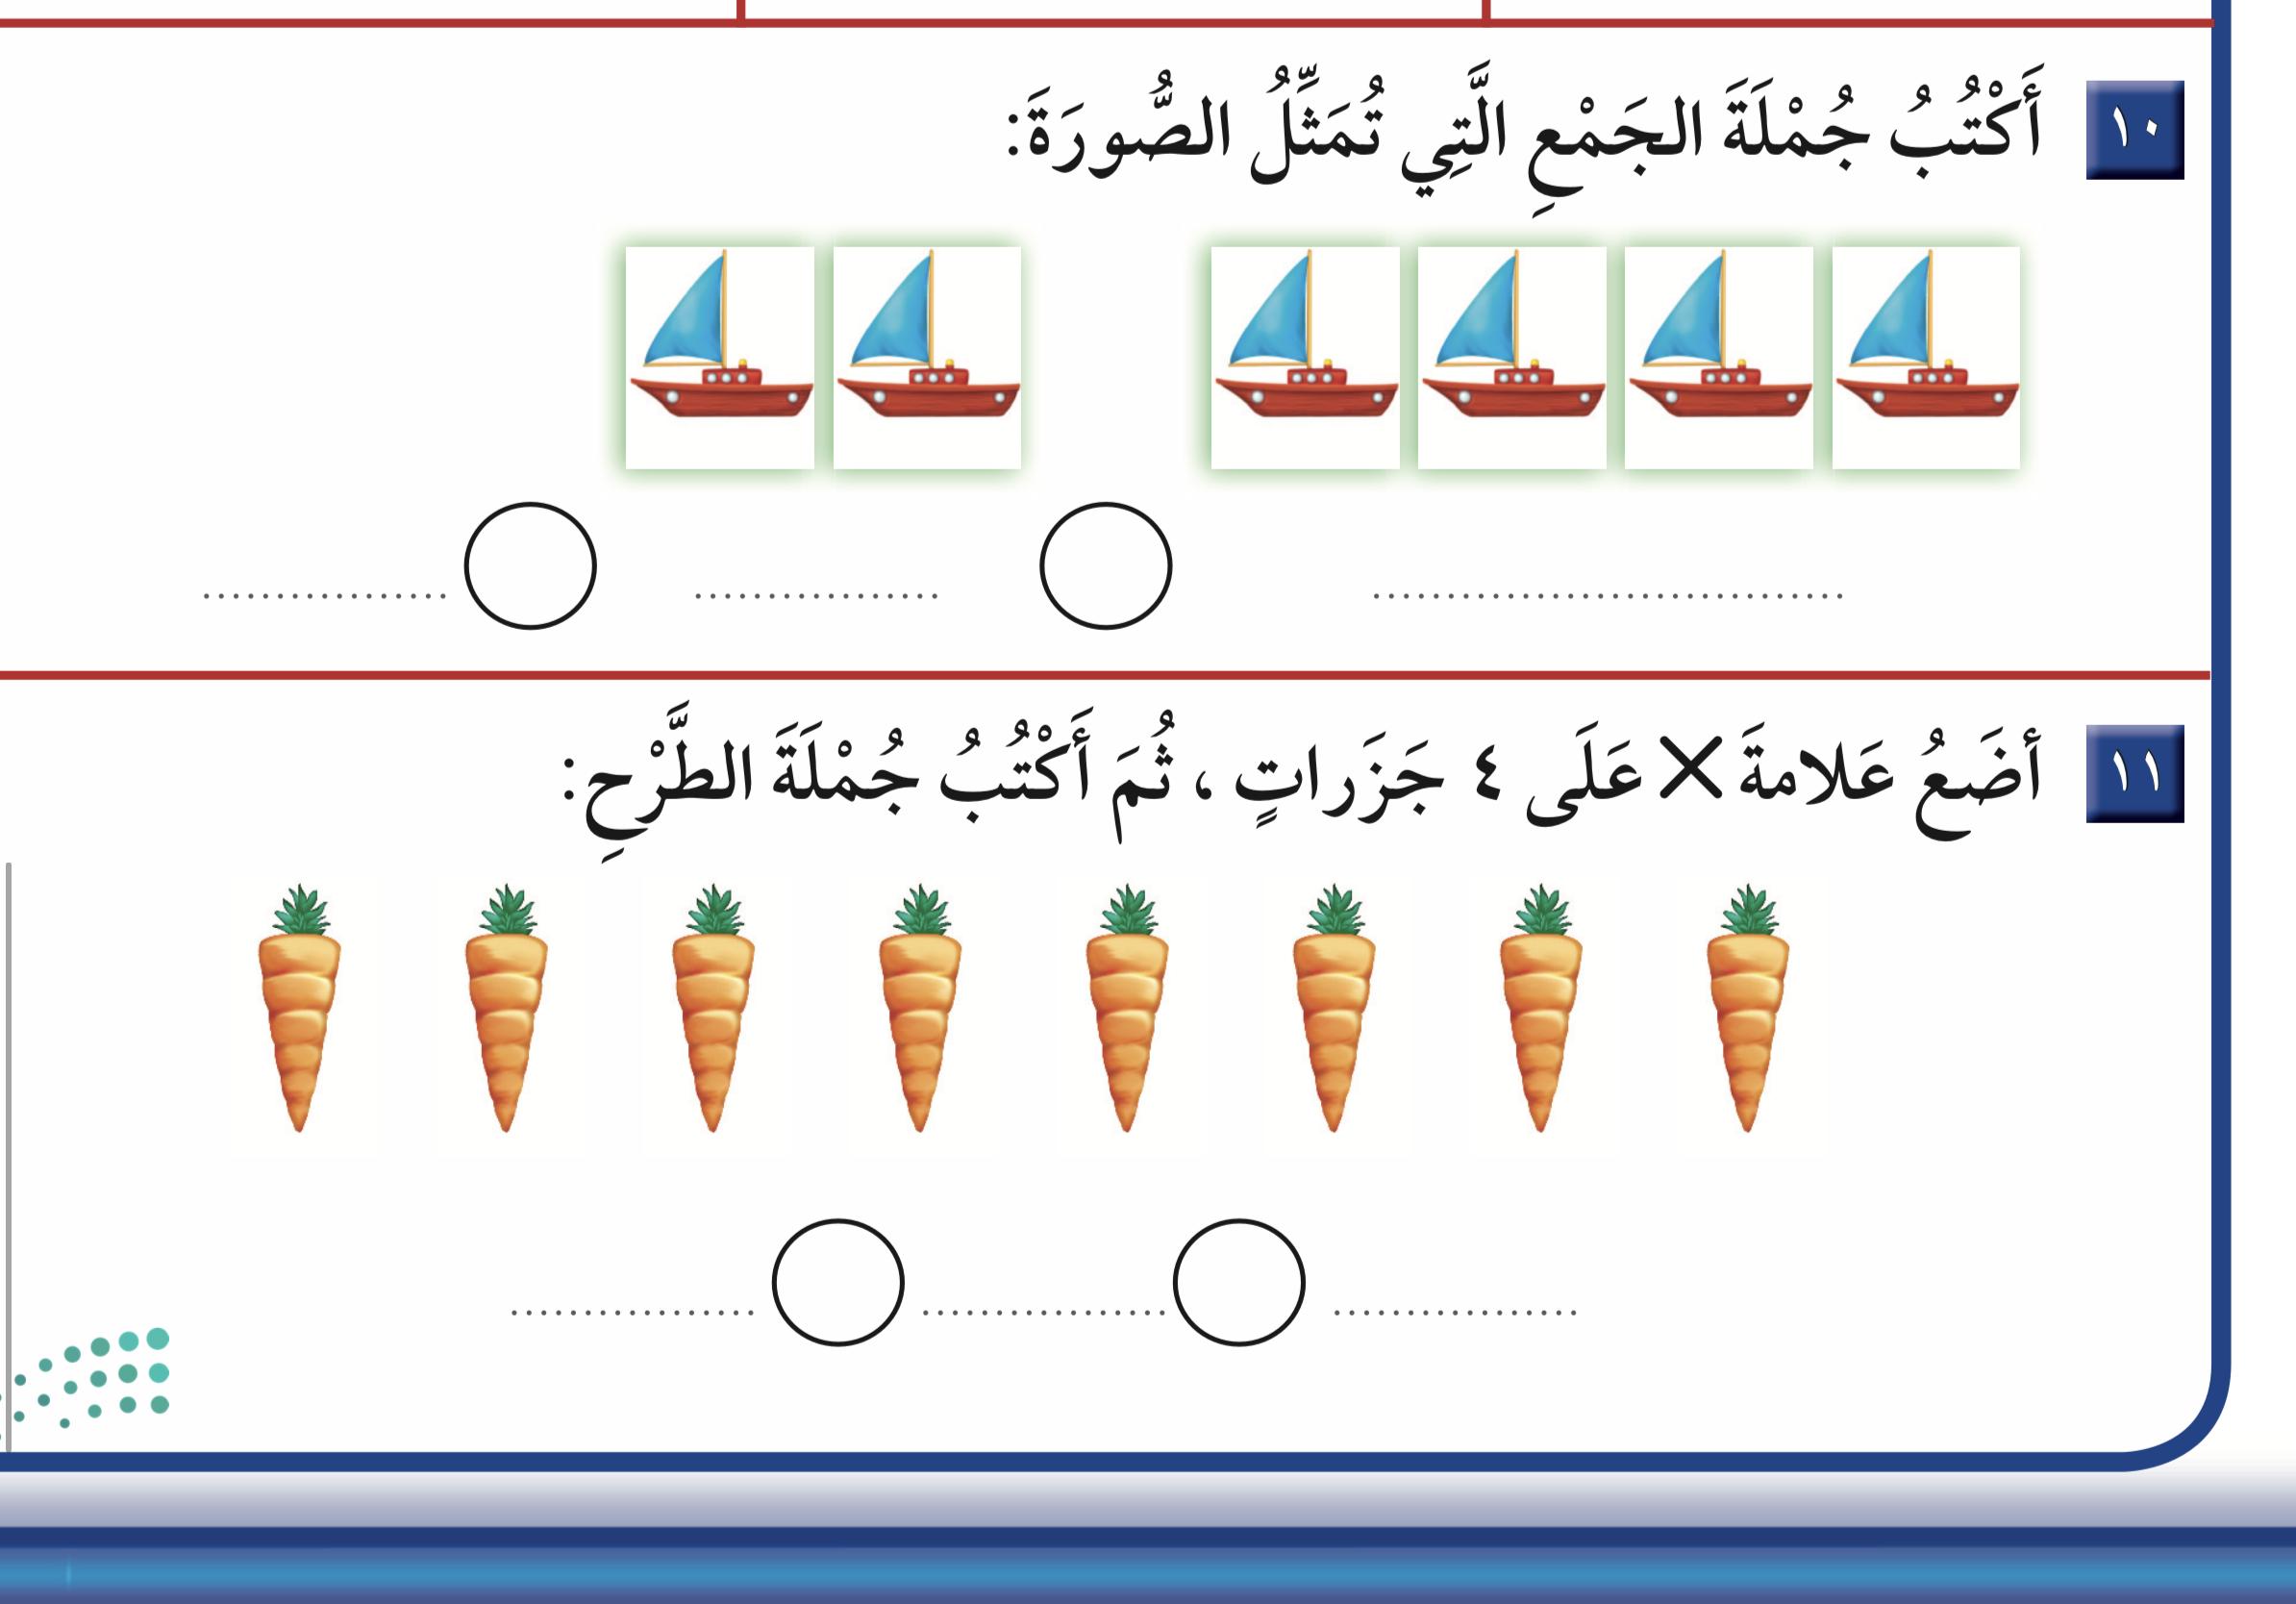 ١٠ أَكْتُبُ جُمْلَةَ الجَمْعِ الَّتِي تُمَثِّلُ الصُّورَةَ:
١١ أَضَعُ عَلامةَ × عَلَى ٤ جَزَراتٍ ، ثُمَ أَكْتُبُ جُمْلَةَ الطَّرْحِ: